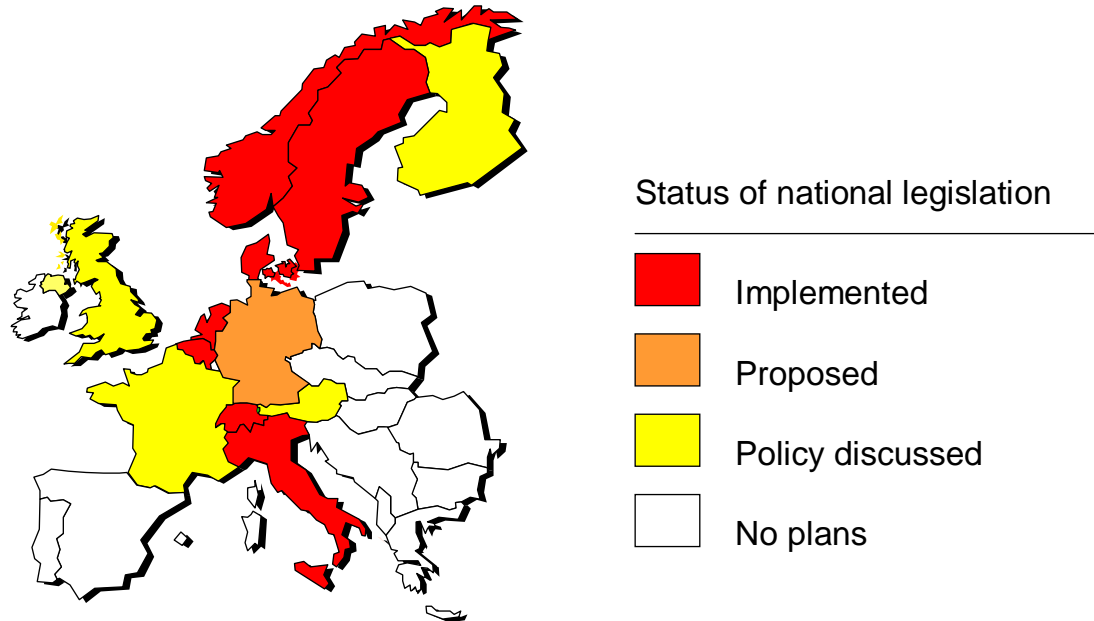 Status of national legislation
Implemented
Proposed
Policy discussed
No plans